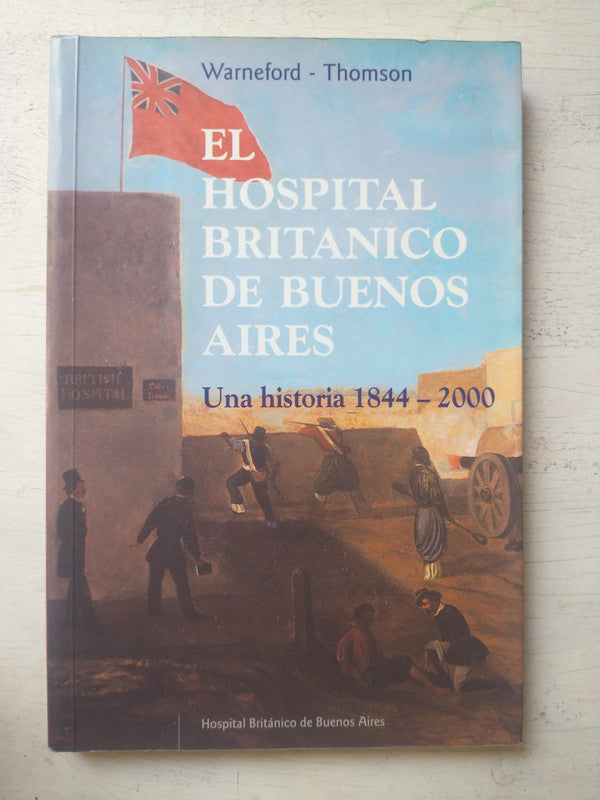 Warneford - Thomson
EL
HOSPITAL
BRITANICO
DE BUENOS
AIRES
Una historia 1844 – 2000
BRITISH
HOSPITAL
Hospital Británico de Buenos Aires